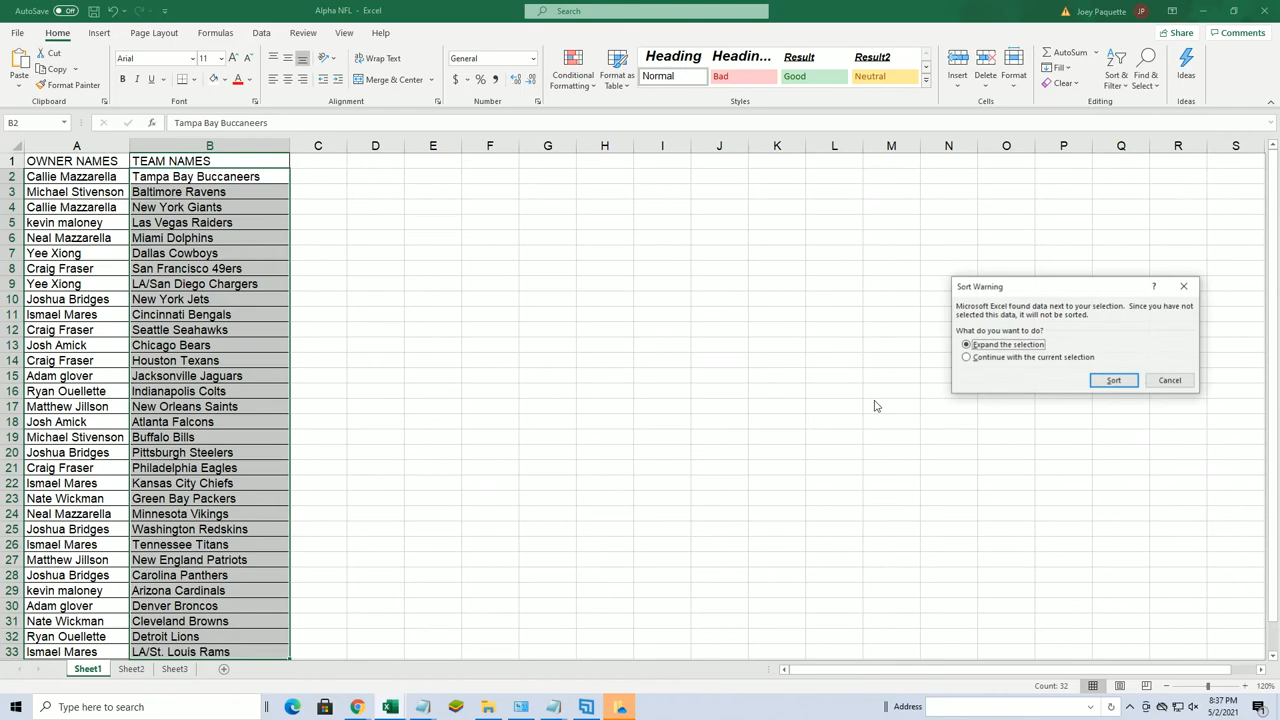 AutoSave Off Alpha NFL - Excel Search Joey Paquette JP
File Home Insert Page Layout Formulas Data Review View Help Share Comments
Paste Cut Copy Format Painter Clipboard
Arial 11 B I U A Font
Wrap Text Merge & Center Alignment
General $ % Number
Conditional Formatting Format as Table
Heading Headin... Result Result2
Normal Bad Good Neutral
Styles
Insert Delete Format Cells
AutoSum Fill Clear Sort & Filter Find & Select Editing
Ideas Ideas
B2 fx Tampa Bay Buccaneers
A B C D E F G H I J K L M N O P Q R S
1 OWNER NAMES TEAM NAMES
2 Callie Mazzarella Tampa Bay Buccaneers
3 Michael Stivenson Baltimore Ravens
4 Callie Mazzarella New York Giants
5 kevin maloney Las Vegas Raiders
6 Neal Mazzarella Miami Dolphins
7 Yee Xiong Dallas Cowboys
8 Craig Fraser San Francisco 49ers
9 Yee Xiong LA/San Diego Chargers
10 Joshua Bridges New York Jets
11 Ismael Mares Cincinnati Bengals
12 Craig Fraser Seattle Seahawks
13 Josh Amick Chicago Bears
14 Craig Fraser Houston Texans
15 Adam glover Jacksonville Jaguars
16 Ryan Ouellette Indianapolis Colts
17 Matthew Jillson New Orleans Saints
18 Josh Amick Atlanta Falcons
19 Michael Stivenson Buffalo Bills
20 Joshua Bridges Pittsburgh Steelers
21 Craig Fraser Philadelphia Eagles
22 Ismael Mares Kansas City Chiefs
23 Nate Wickman Green Bay Packers
24 Neal Mazzarella Minnesota Vikings
25 Joshua Bridges Washington Redskins
26 Ismael Mares Tennessee Titans
27 Matthew Jillson New England Patriots
28 Joshua Bridges Carolina Panthers
29 kevin maloney Arizona Cardinals
30 Adam glover Denver Broncos
31 Nate Wickman Cleveland Browns
32 Ryan Ouellette Detroit Lions
33 Ismael Mares LA/St. Louis Rams
Sort Warning ?
Microsoft Excel found data next to your selection. Since you have not
selected this data, it will not be sorted.
What do you want to do?
Expand the selection
Continue with the current selection
Sort Cancel
Sheet1 Sheet2 Sheet3
Count: 32 120%
Type here to search Address 8:37 PM
5/2/2021